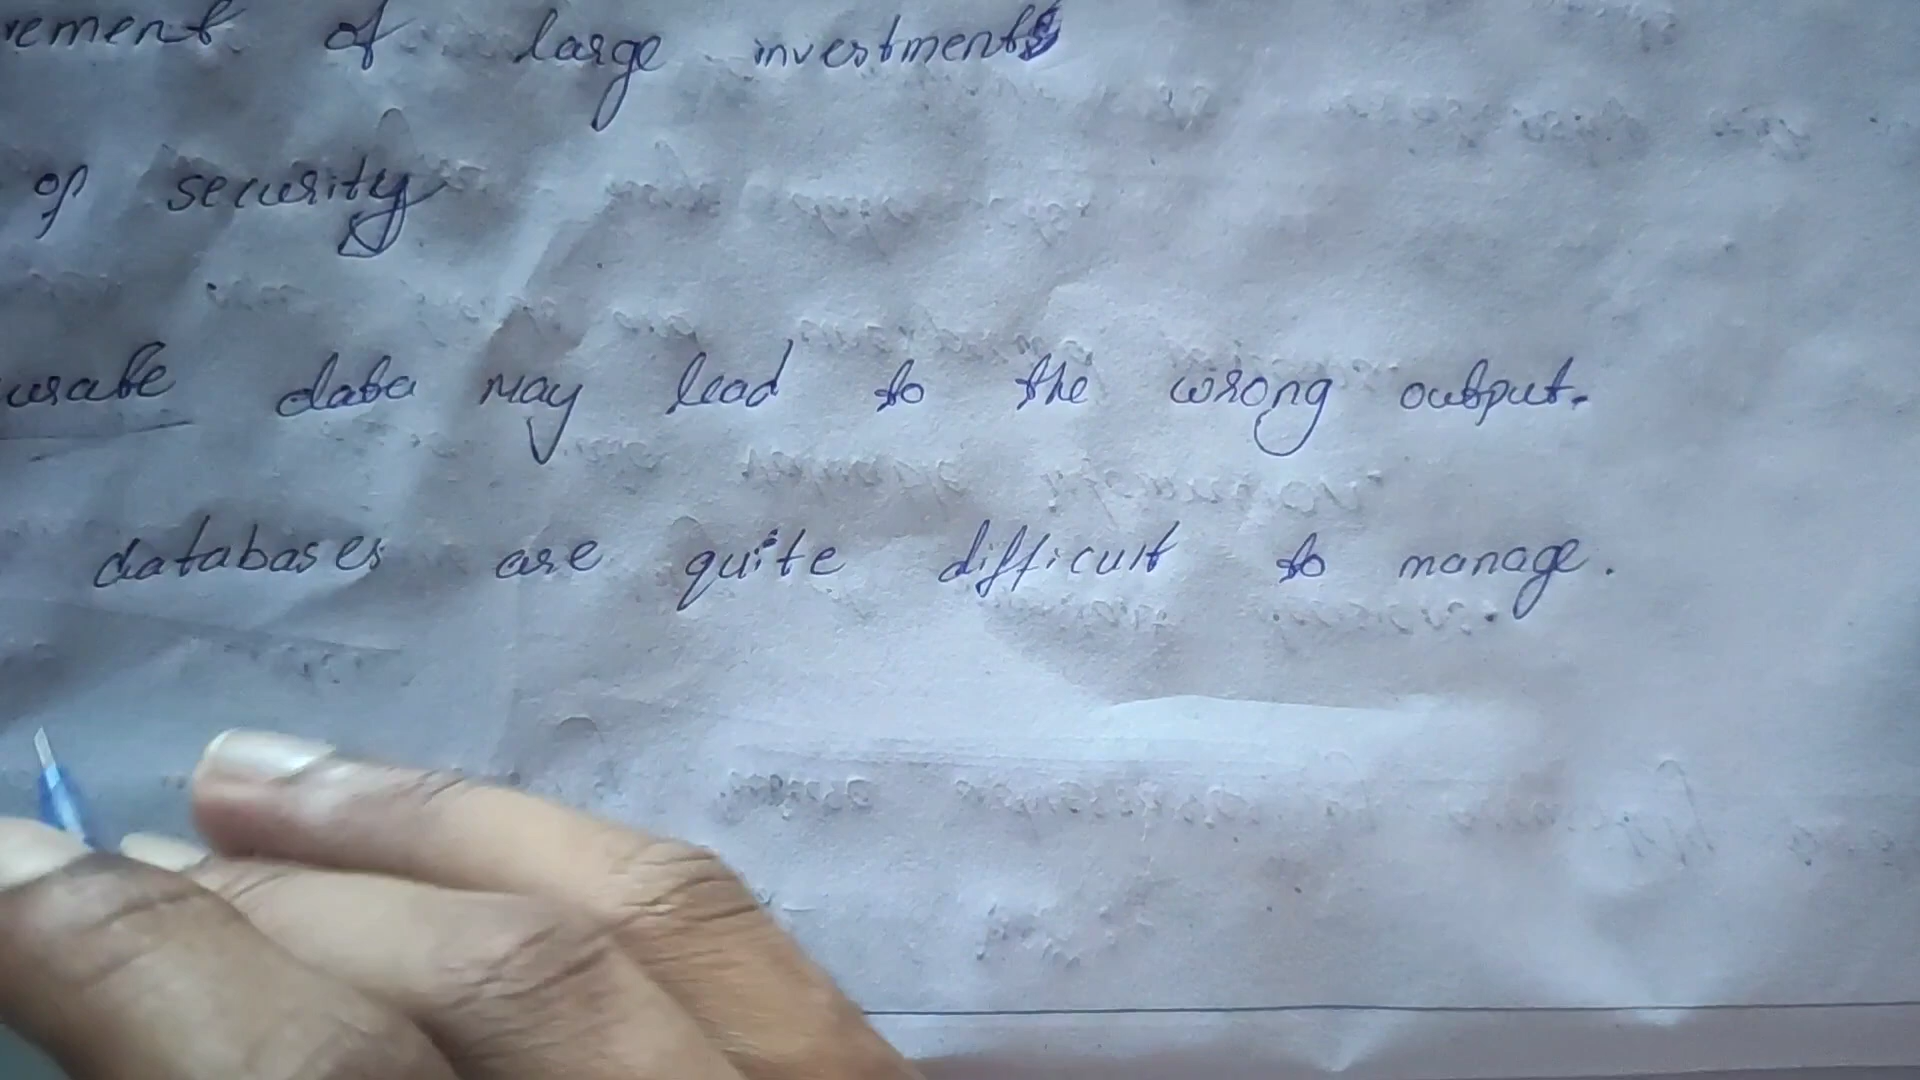 rement of large investments
of security
urate data may lead to the wrong output.
databases are quite difficult to manage.